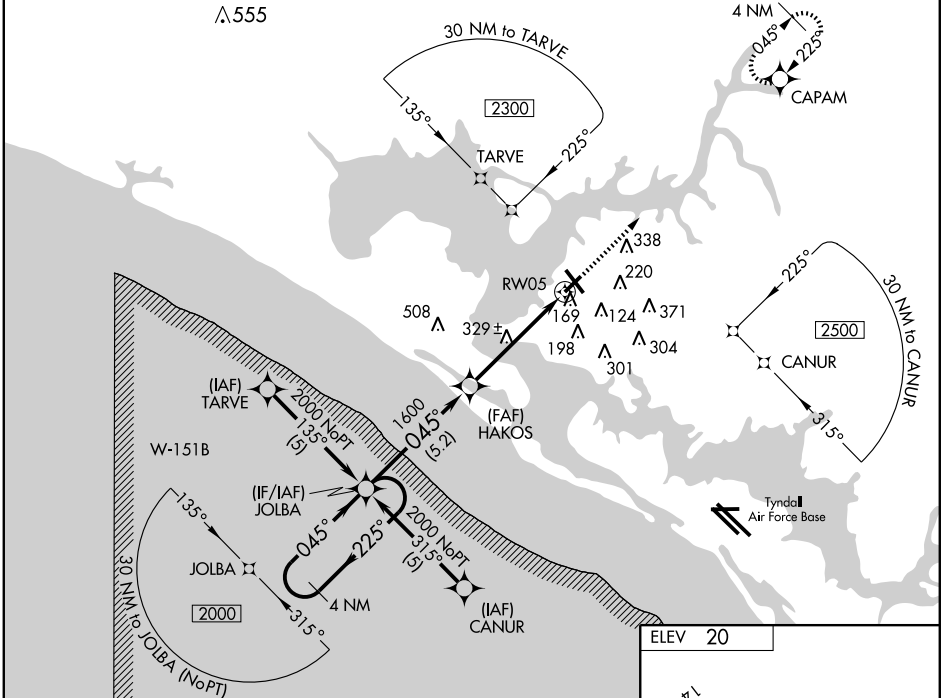 555
4 NM
045°
225°
CAPAM
30 NM to TARVE
2300
135°
225°
TARVE
338
RW05
220
508
329 ±
169
124
371
198
304
301
225°
30 NM to CANUR
2500
CANUR
315°
(IAF)
TARVE
2000 NoPT
135°
(5)
1600
045°
(5.2)
(FAF)
HAKOS
W-151B
(IF/IAF)
JOLBA
045°
225°
2000 NoPT
315°
(5)
4 NM
(IAF)
CANUR
Tyndall
Air Force Base
135°
JOLBA
2000
315°
30 NM to JOLBA (NoPT)
ELEV 20
14